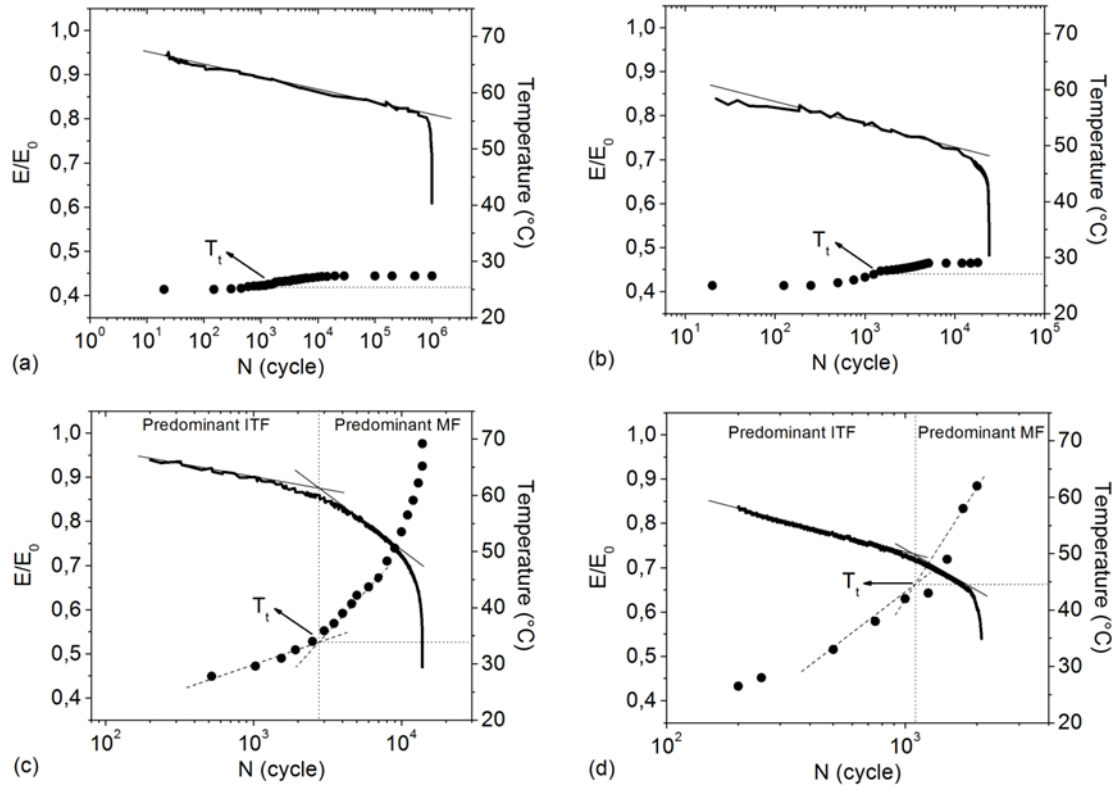 1,0
0,9
0,8
0,7
0,6
0,5
0,4
E/E0
70
60
50
40
30
20
Temperature (°C)
Tt
10^0 10^1 10^2 10^3 10^4 10^5 10^6
N (cycle)
(a)
1,0
0,9
0,8
0,7
0,6
0,5
0,4
E/E0
70
60
50
40
30
20
Temperature (°C)
Tt
10^1 10^2 10^3 10^4 10^5
N (cycle)
(b)
Predominant ITF Predominant MF
1,0
0,9
0,8
0,7
0,6
0,5
0,4
E/E0
70
60
50
40
30
20
Temperature (°C)
Tt
10^2 10^3 10^4
N (cycle)
(c)
Predominant ITF Predominant MF
1,0
0,9
0,8
0,7
0,6
0,5
0,4
E/E0
70
60
50
40
30
20
Temperature (°C)
Tt
10^2 10^3
N (cycle)
(d)